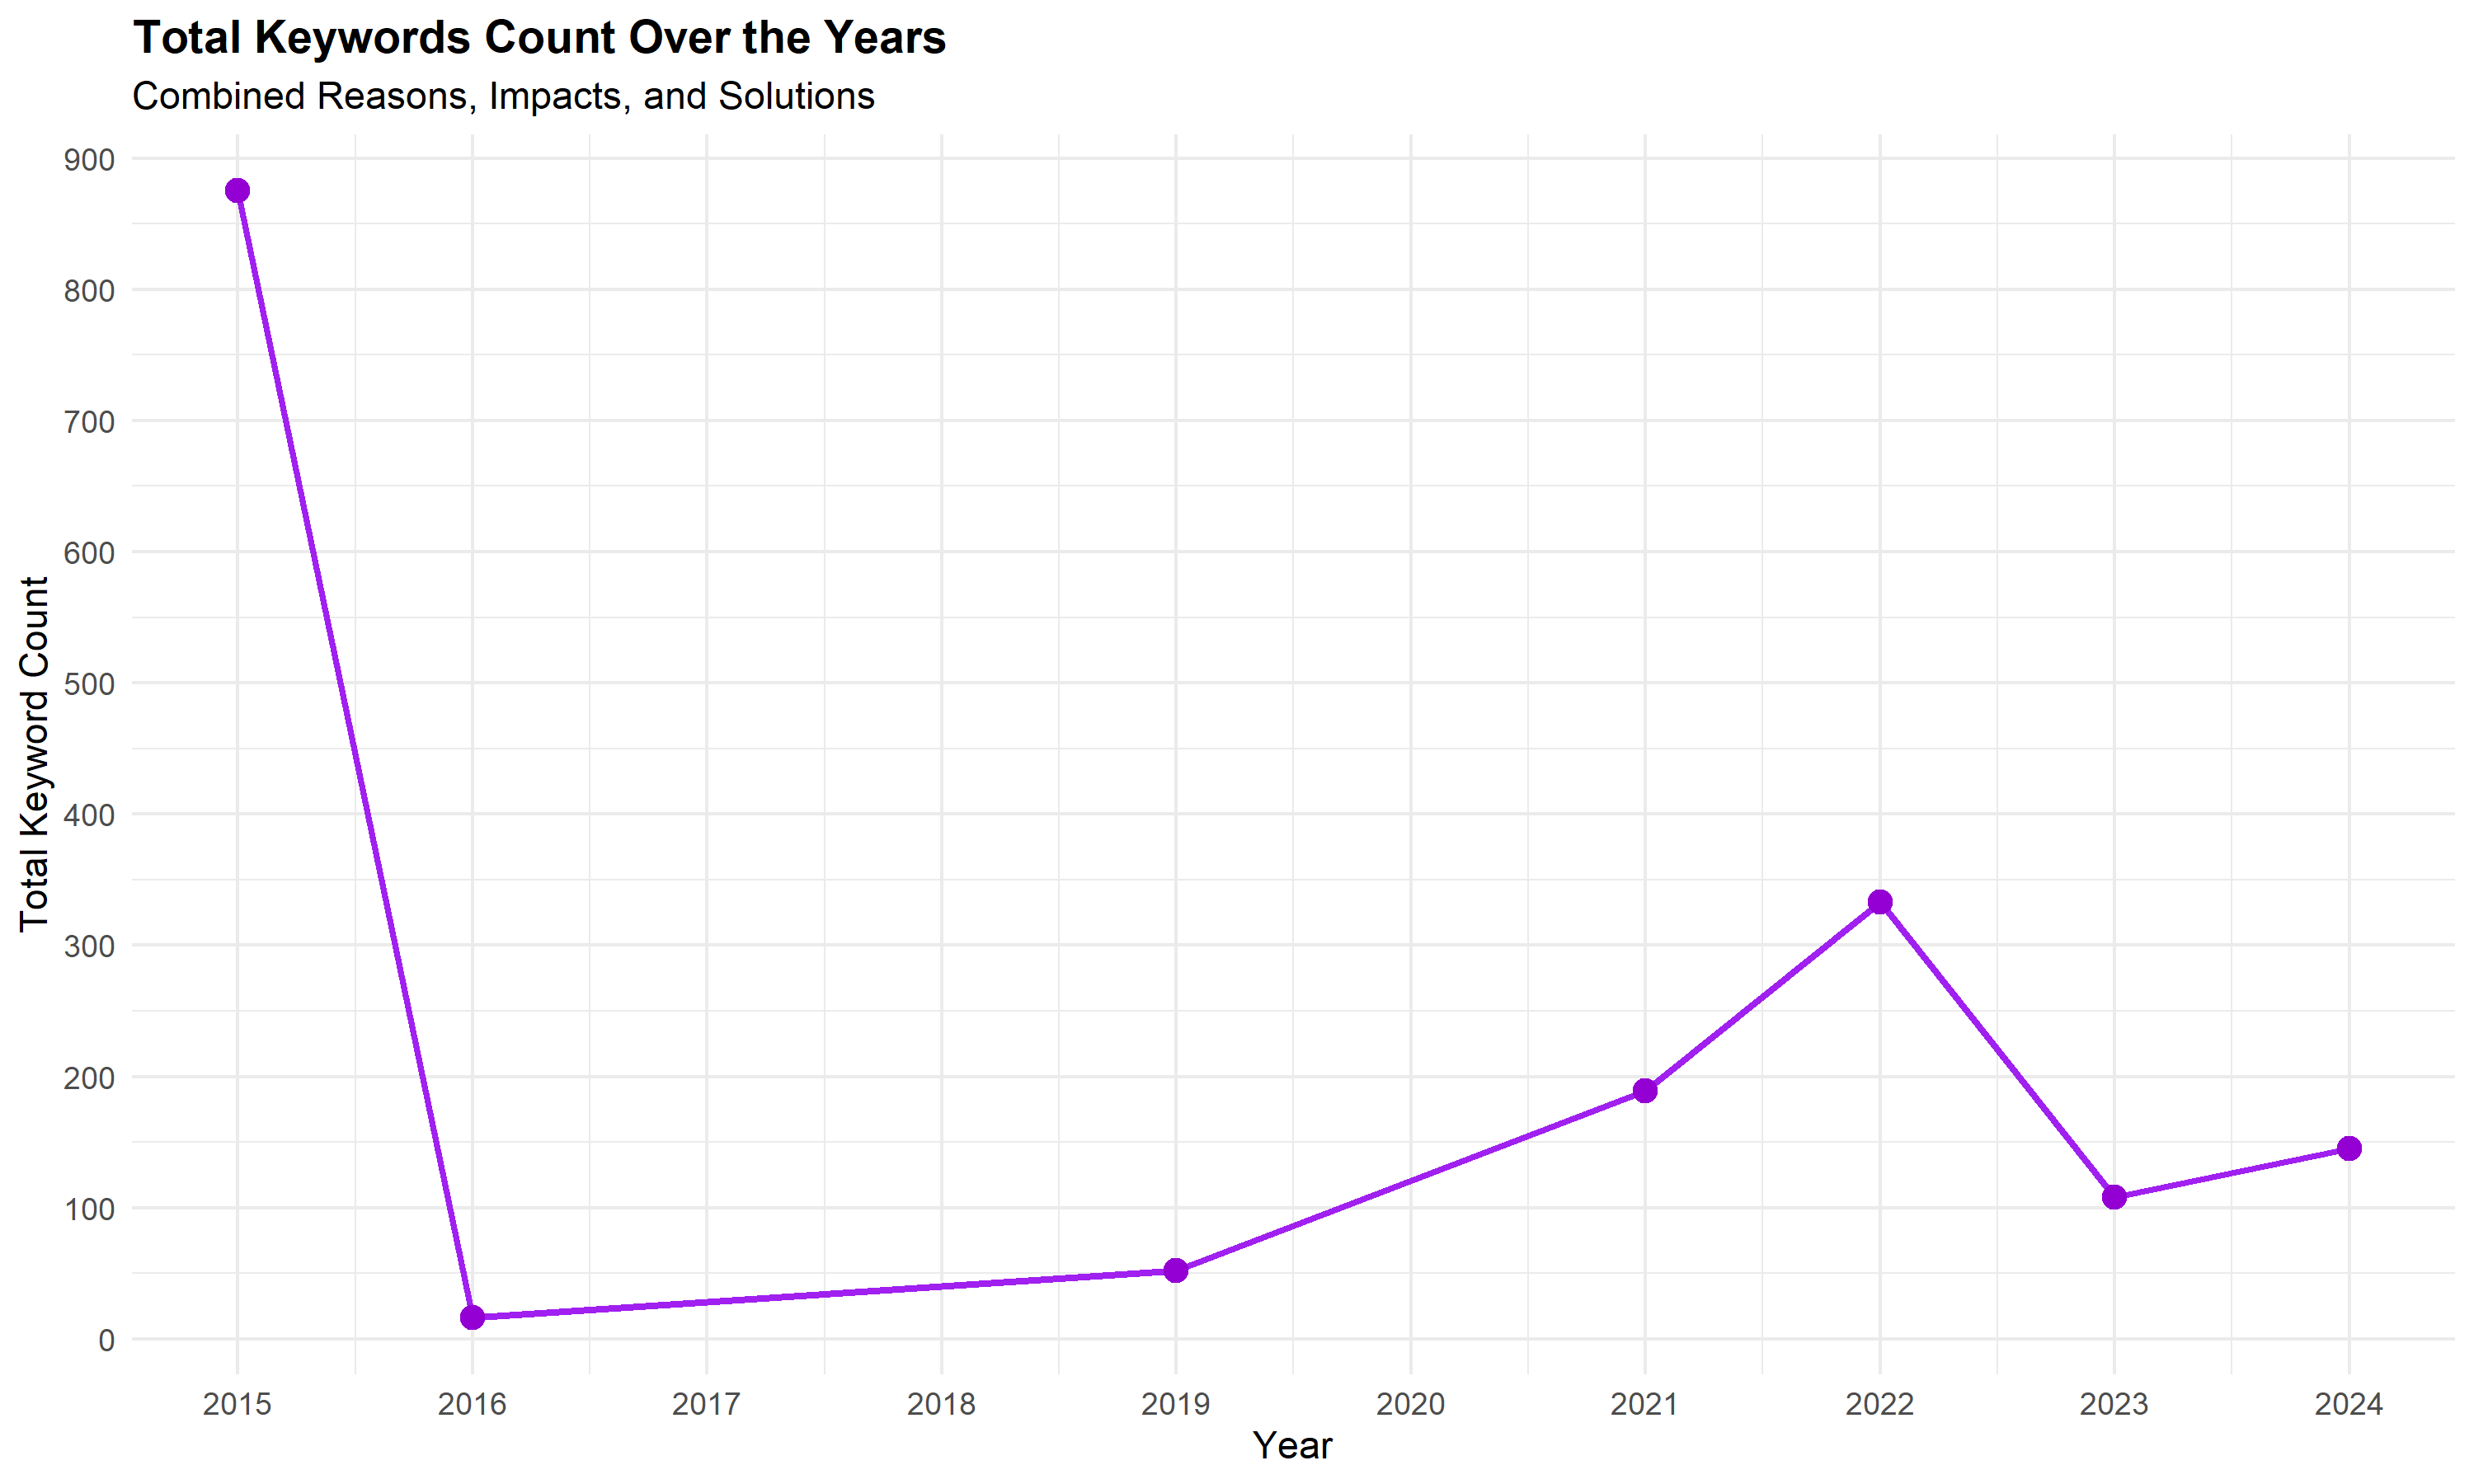 Total Keywords Count Over the Years
Combined Reasons, Impacts, and Solutions
Total Keyword Count
900
800
700
600
500
400
300
200
100
0
2015 2016 2017 2018 2019 2020 2021 2022 2023 2024
Year